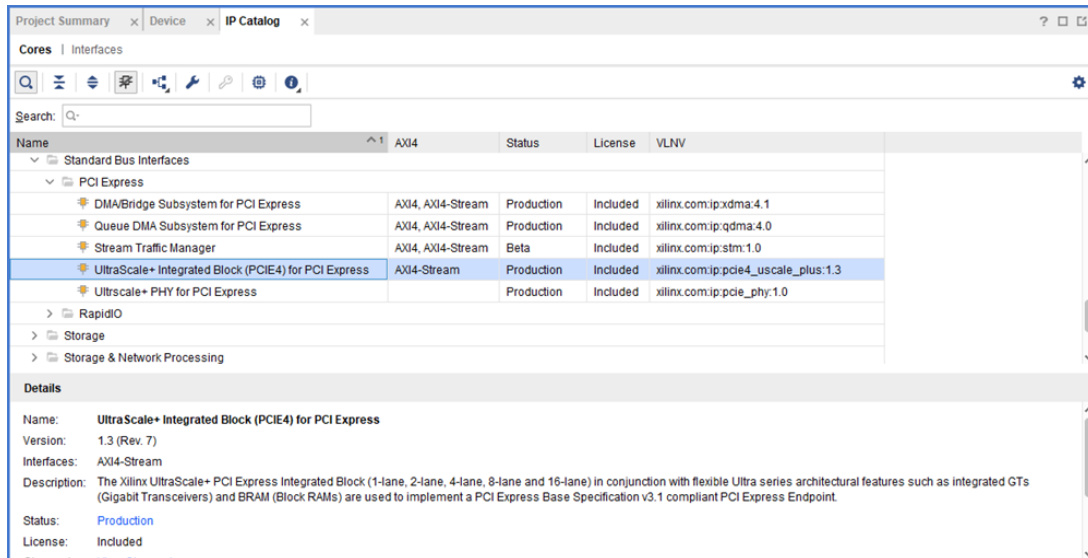 Project Summary × Device × IP Catalog × ?
Cores | Interfaces
Search:
Name ^1 AXI4 Status License VLNV
Standard Bus Interfaces
PCI Express
DMA/Bridge Subsystem for PCI Express AXI4, AXI4-Stream Production Included xilinx.com:ip:xdma:4.1
Queue DMA Subsystem for PCI Express AXI4, AXI4-Stream Production Included xilinx.com:ip:qdma:4.0
Stream Traffic Manager AXI4, AXI4-Stream Beta Included xilinx.com:ip:stm:1.0
UltraScale+ Integrated Block (PCIE4) for PCI Express AXI4-Stream Production Included xilinx.com:ip:pcie4_uscale_plus:1.3
Ultrscale+ PHY for PCI Express Production Included xilinx.com:ip:pcie_phy:1.0
RapidIO
Storage
Storage & Network Processing
Details
Name: UltraScale+ Integrated Block (PCIE4) for PCI Express
Version: 1.3 (Rev. 7)
Interfaces: AXI4-Stream
Description: The Xilinx UltraScale+ PCI Express Integrated Block (1-lane, 2-lane, 4-lane, 8-lane and 16-lane) in conjunction with flexible Ultra series architectural features such as integrated GTs
(Gigabit Transceivers) and BRAM (Block RAMs) are used to implement a PCI Express Base Specification v3.1 compliant PCI Express Endpoint.
Status: Production
License: Included